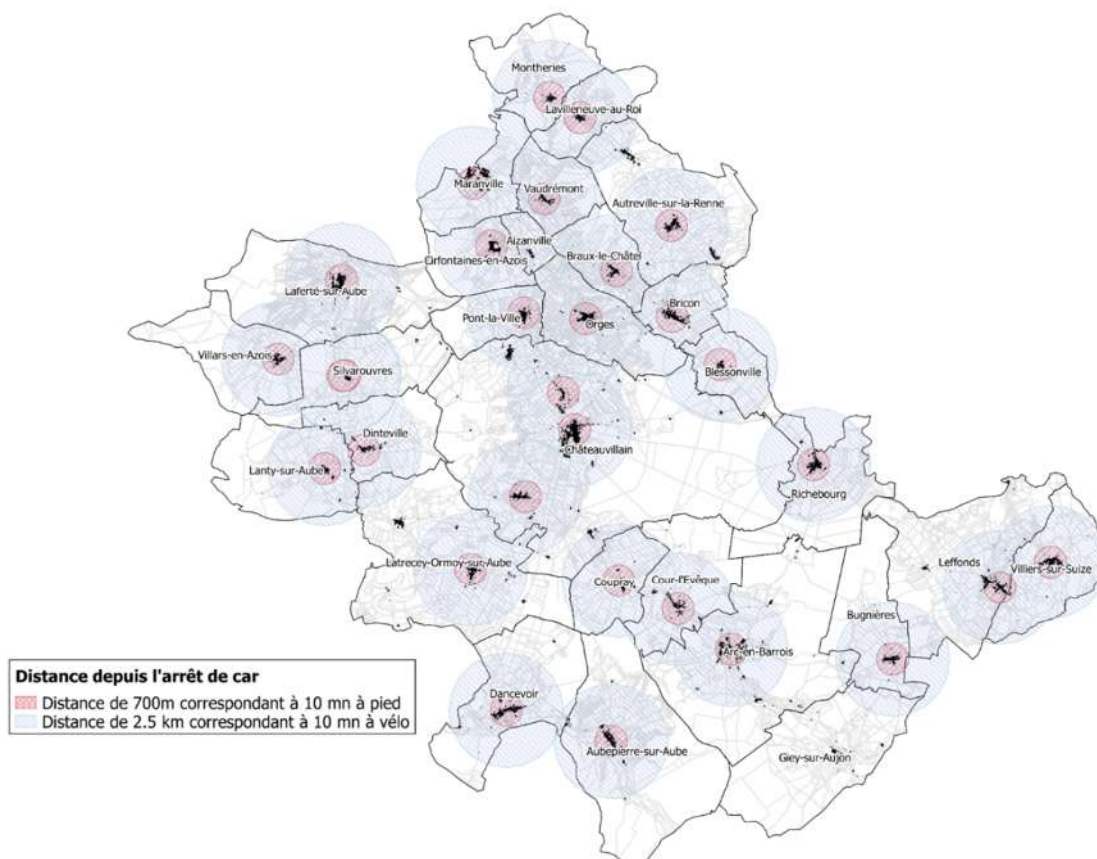 Montheries
Lavilleneuve-au-Roi
Maranville
Vaudrémont
Autreville-sur-la-Renne
Aizanville
Cirfontaines-en-Azois
Braux-le-Châtel
Laferté-sur-Aube
Bricon
Pont-la-Ville
Orges
Villars-en-Azois
Silvarouvres
Blessonville
Dinteville
Châteauvillain
Lanty-sur-Aube
Richebourg
Latrecey-Ormoy-sur-Aube
Leffonds
Villiers-sur-Suize
Coupray
Cour-l'Evêque
Bugnières
Arc-en-Barrois
Distance depuis l'arrêt de car
Distance de 700m correspondant à 10 mn à pied
Distance de 2.5 km correspondant à 10 mn à vélo
Dancevoir
Aubepierre-sur-Aube
Giey-sur-Aujon